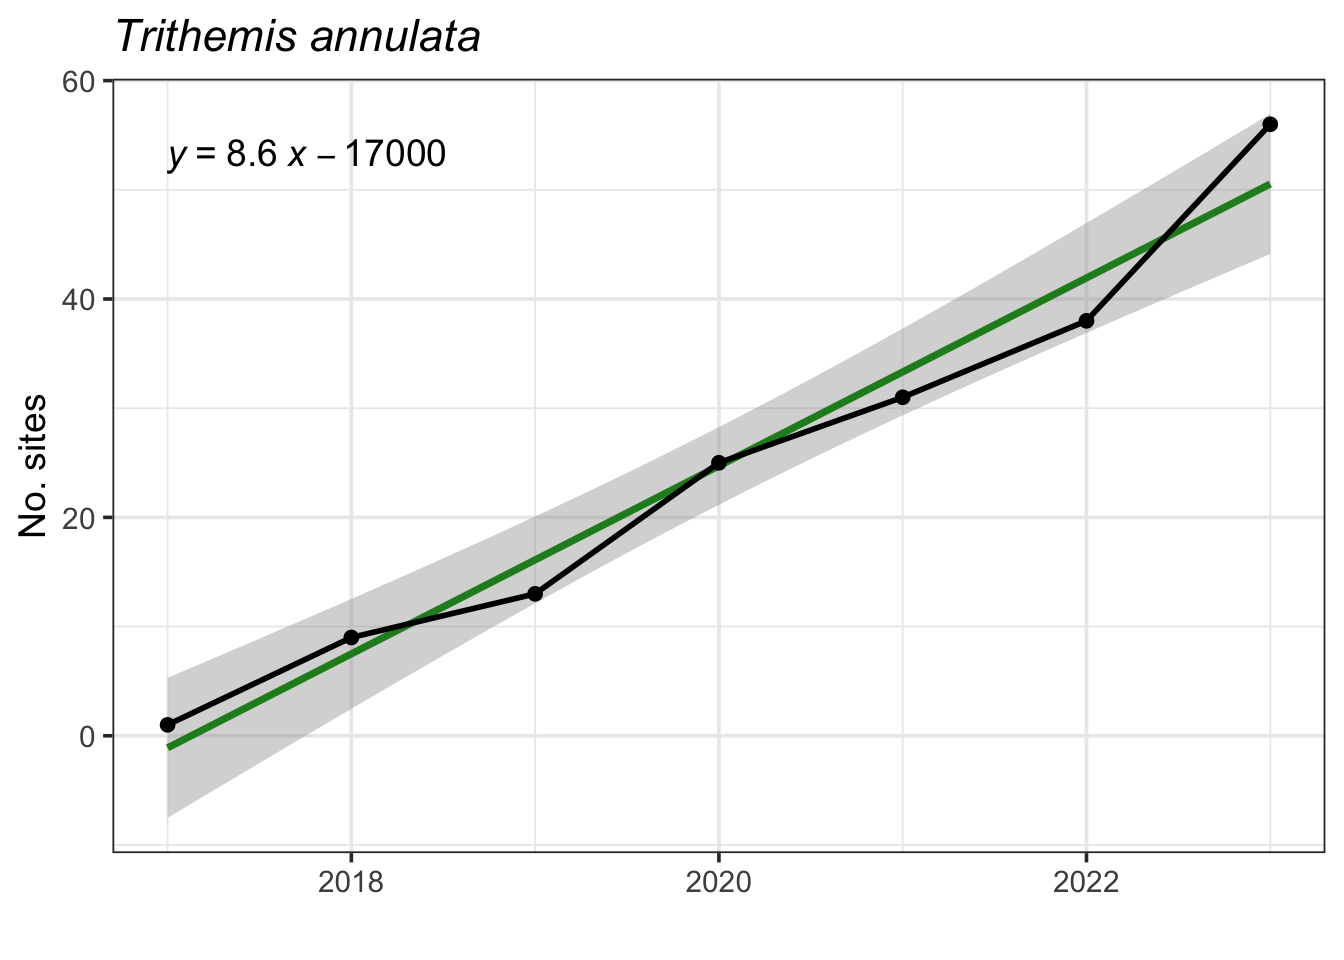 Trithemis annulata
y = 8.6 x – 17000
No. sites
60
40
20
0
2018
2020
2022